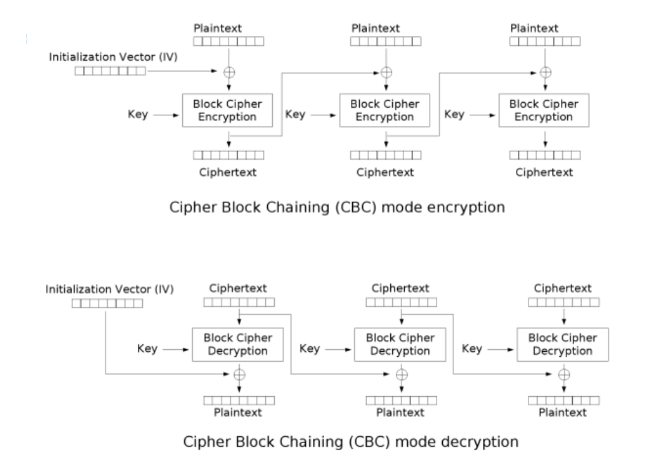 Plaintext Plaintext Plaintext
Initialization Vector (IV)
Key Block Cipher Encryption Key Block Cipher Encryption Key Block Cipher Encryption
Ciphertext Ciphertext Ciphertext
Cipher Block Chaining (CBC) mode encryption
Initialization Vector (IV) Ciphertext Ciphertext Ciphertext
Key Block Cipher Decryption Key Block Cipher Decryption Key Block Cipher Decryption
Plaintext Plaintext Plaintext
Cipher Block Chaining (CBC) mode decryption